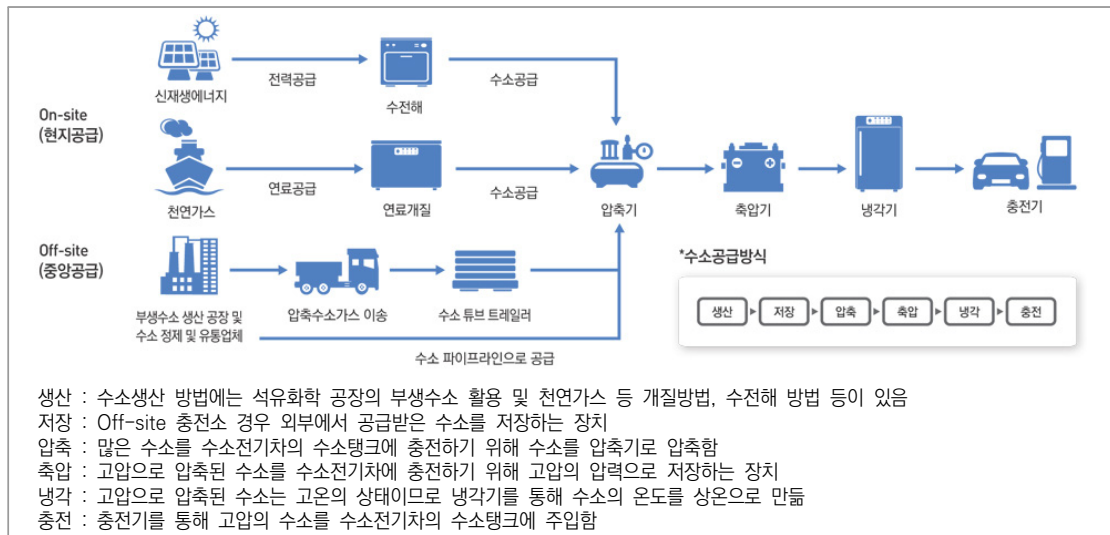 신재생에너지
전력공급
수전해
수소공급
On-site
(현지공급)
천연가스
연료공급
연료개질
수소공급
압축기
축압기
냉각기
충전기
Off-site
(중앙공급)
부생수소 생산 공장 및
수소 정제 및 유통업체
압축수소가스 이송
수소 튜브 트레일러
수소 파이프라인으로 공급
*수소공급방식
생산 저장 압축 축압 냉각 충전
생산 : 수소생산 방법에는 석유화학 공장의 부생수소 활용 및 천연가스 등 개질방법, 수전해 방법 등이 있음
저장 : Off-site 충전소 경우 외부에서 공급받은 수소를 저장하는 장치
압축 : 많은 수소를 수소전기차의 수소탱크에 충전하기 위해 수소를 압축기로 압축함
축압 : 고압으로 압축된 수소를 수소전기차에 충전하기 위해 고압의 압력으로 저장하는 장치
냉각 : 고압으로 압축된 수소는 고온의 상태이므로 냉각기를 통해 수소의 온도를 상온으로 만듦
충전 : 충전기를 통해 고압의 수소를 수소전기차의 수소탱크에 주입함